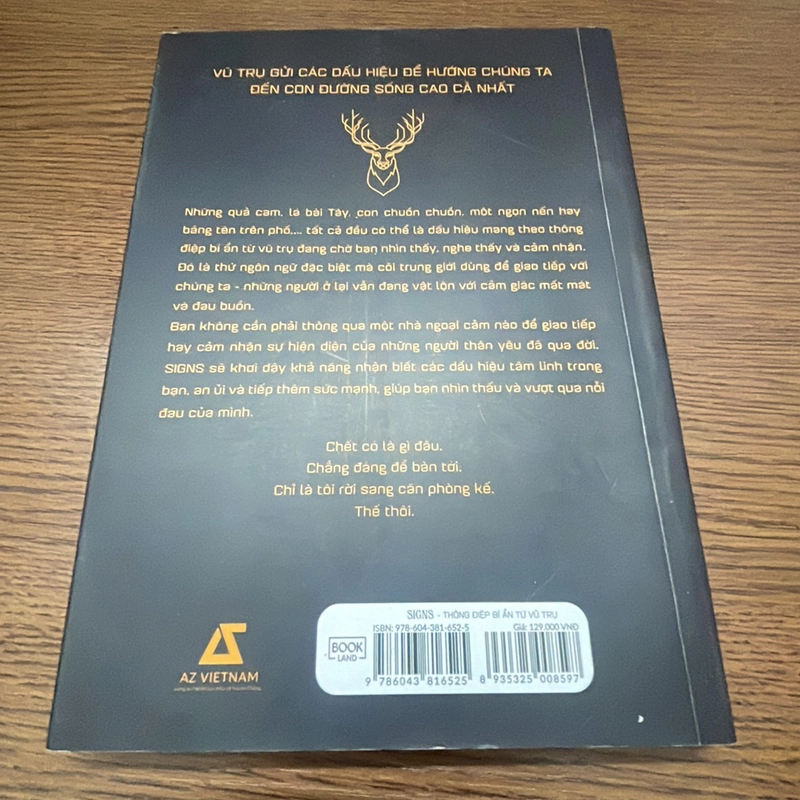 VŨ TRỤ GỬI CÁC DẤU HIỆU ĐỂ HƯỚNG CHÚNG TA
ĐẾN CON ĐƯỜNG SỐNG CAO CẢ NHẤT
Những quả cam, lá bài Tây, con chuồn chuồn, một ngọn nến hay
bảng tên trên phố,... tất cả đều có thể là dấu hiệu mang theo thông
điệp bí ẩn từ vũ trụ đang chờ bạn nhìn thấy, nghe thấy và cảm nhận.
Đó là thứ ngôn ngữ đặc biệt mà cõi trung giới dùng để giao tiếp với
chúng ta - những người ở lại vẫn đang vật lộn với cảm giác mất mát
và đau buồn.
Bạn không cần phải thông qua một nhà ngoại cảm nào để giao tiếp
hay cảm nhận sự hiện diện của những người thân yêu đã qua đời.
SIGNS sẽ khơi dậy khả năng nhận biết các dấu hiệu tâm linh trong
bạn, an ủi và tiếp thêm sức mạnh, giúp bạn nhìn thấu và vượt qua nỗi
đau của mình.
Chết có là gì đâu.
Chẳng đáng để bàn tới.
Chỉ là tôi rời sang căn phòng kế.
Thế thôi.
AZ VIETNAM
SIGNS - THÔNG ĐIỆP BÍ ẨN TỪ VŨ TRỤ
ISBN: 978-604-381-652-5 Giá: 129.000 VNĐ
BOOK
LAND
9 786043 816525 8 935325 008597